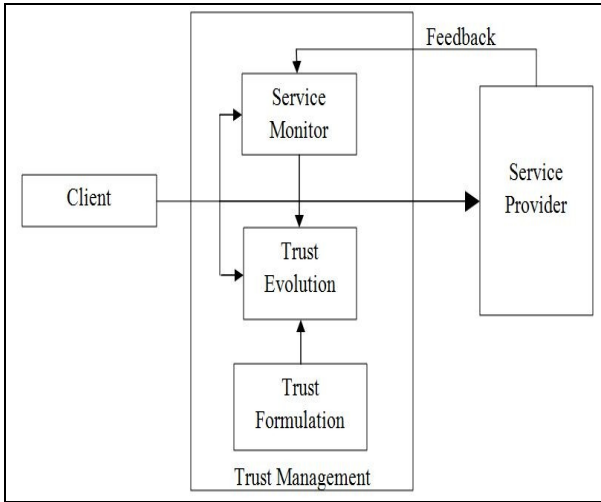 Feedback
Service
Monitor
Client
Service
Provider
Trust
Evolution
Trust
Formulation
Trust Management